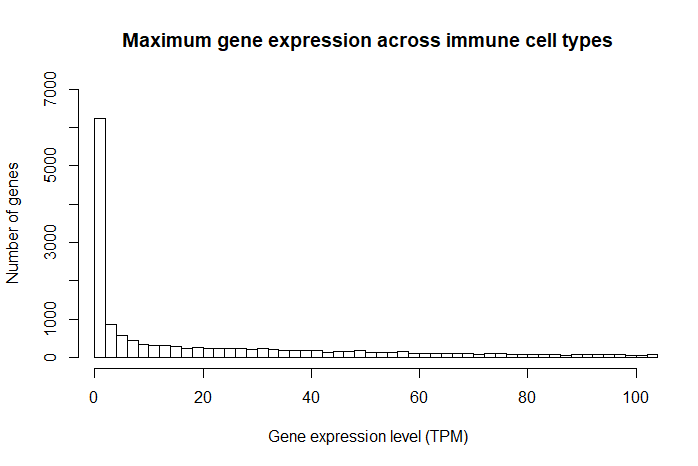 Maximum gene expression across immune cell types
Number of genes
7000
5000
3000
1000
0
0 20 40 60 80 100
Gene expression level (TPM)